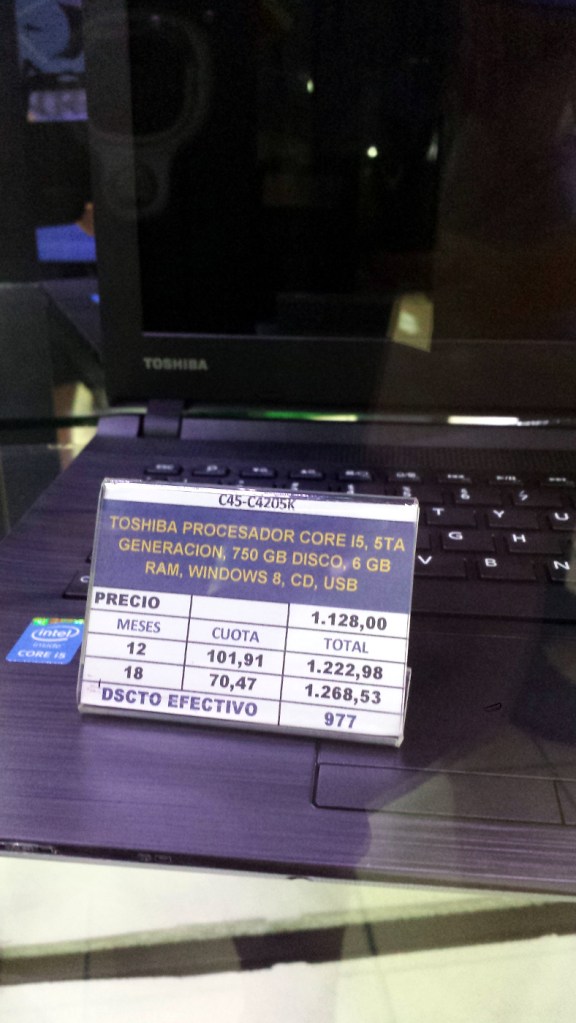 TOSHIBA
C45-C4205K
TOSHIBA PROCESADOR CORE I5, 5TA
GENERACION, 750 GB DISCO, 6 GB
RAM, WINDOWS 8, CD, USB
PRECIO 1.128,00
MESES CUOTA TOTAL
12 101,91 1.222,98
18 70,47 1.268,53
DSCTO EFECTIVO 977
intel
inside
CORE i5
T Y U
G H
V B N